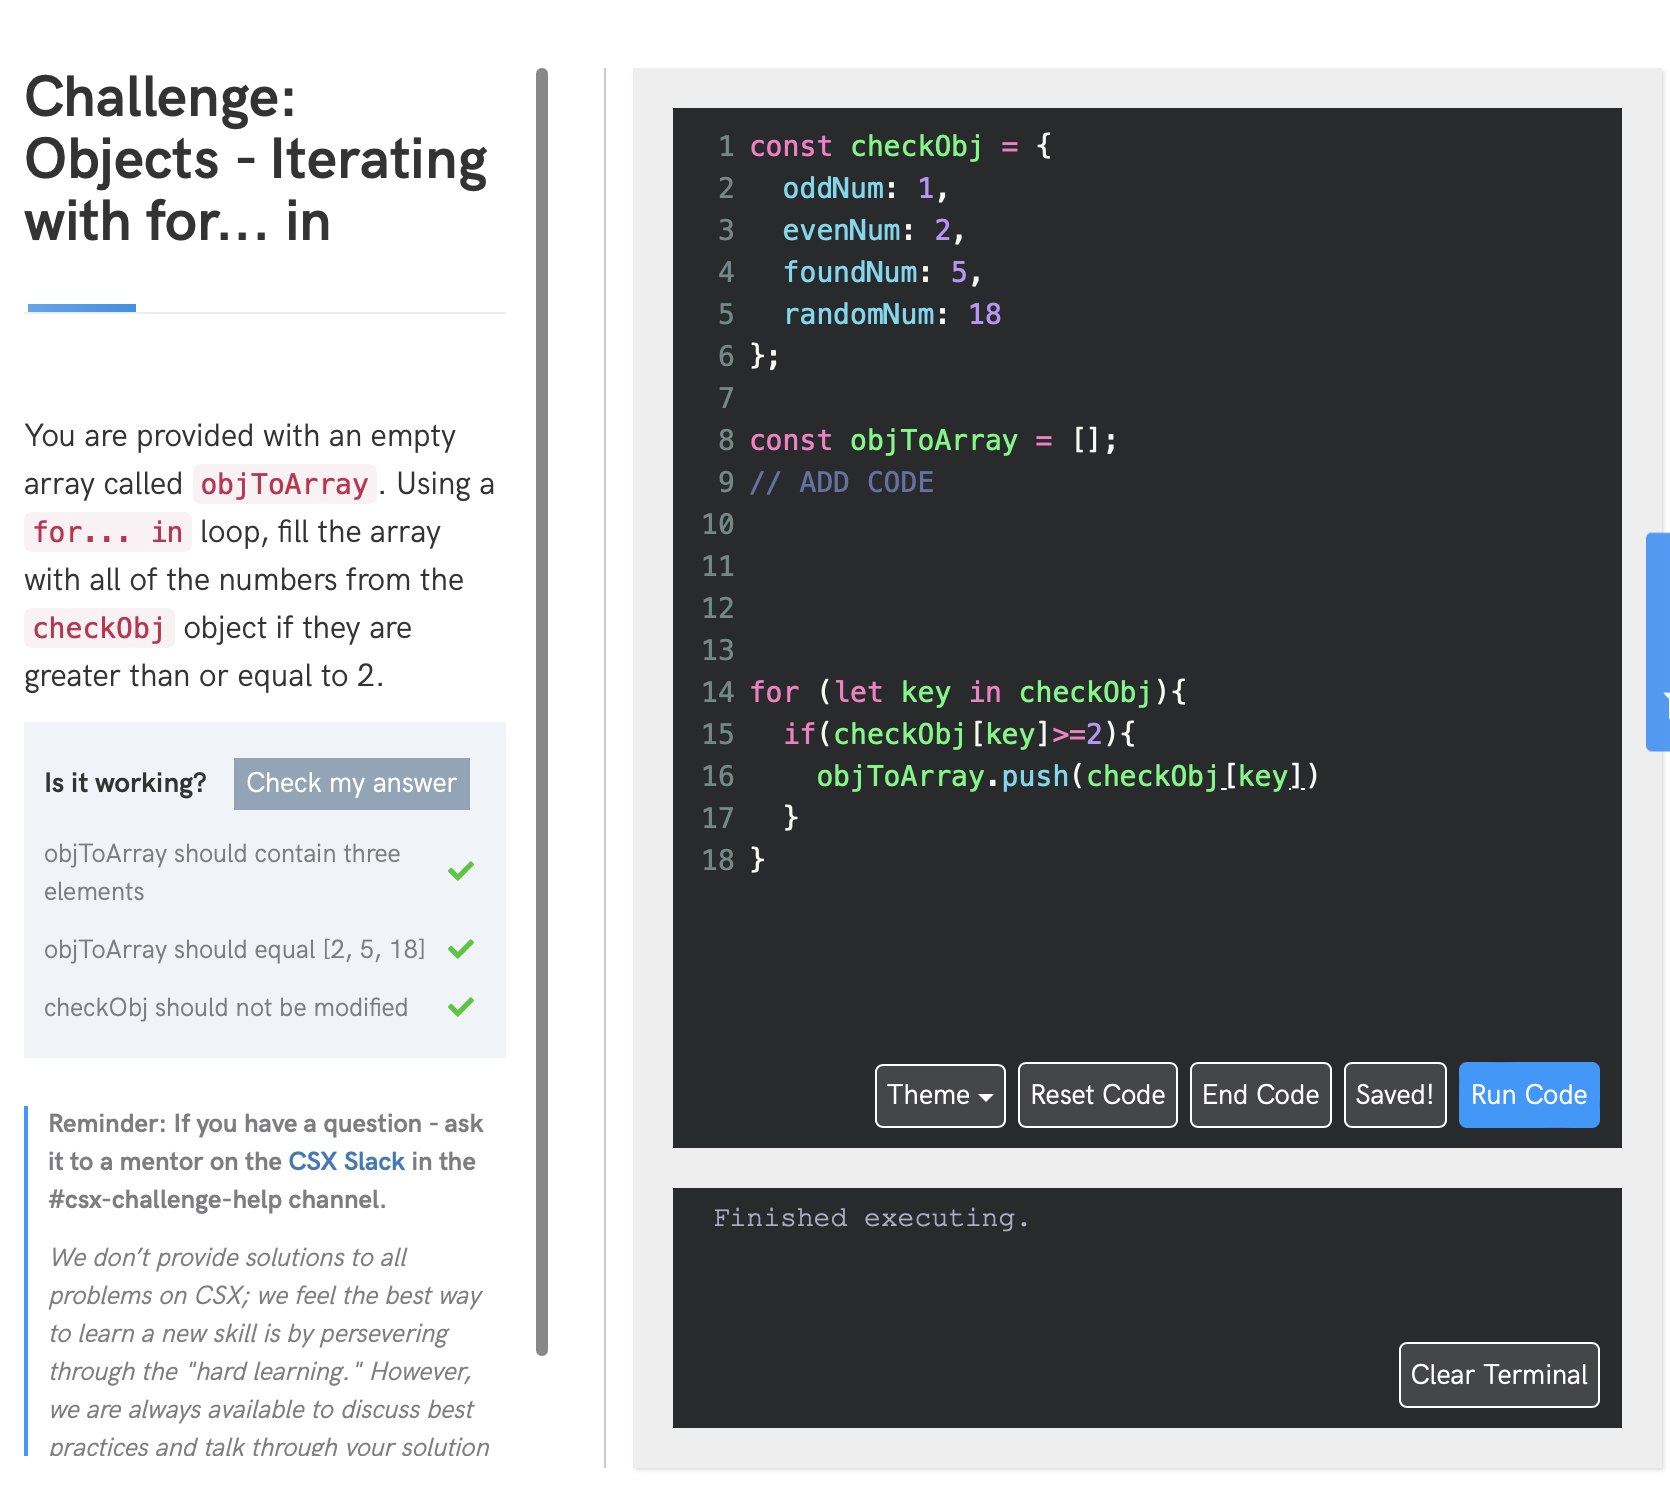 Challenge:
Objects - Iterating
with for... in
You are provided with an empty
array called objToArray. Using a
for... in loop, fill the array
with all of the numbers from the
checkObj object if they are
greater than or equal to 2.
Is it working? Check my answer
objToArray should contain three
elements
objToArray should equal [2, 5, 18]
checkObj should not be modified
Reminder: If you have a question - ask
it to a mentor on the CSX Slack in the
#csx-challenge-help channel.
We don't provide solutions to all
problems on CSX; we feel the best way
to learn a new skill is by persevering
through the "hard learning." However,
we are always available to discuss best
practices and talk through your solution
1 const checkObj = {
2   oddNum: 1,
3   evenNum: 2,
4   foundNum: 5,
5   randomNum: 18
6 };
7
8 const objToArray = [];
9 // ADD CODE
10
11
12
13
14 for (let key in checkObj){
15   if(checkObj[key]>=2){
16     objToArray.push(checkObj[key])
17   }
18 }
Theme Reset Code End Code Saved! Run Code
Finished executing.
Clear Terminal